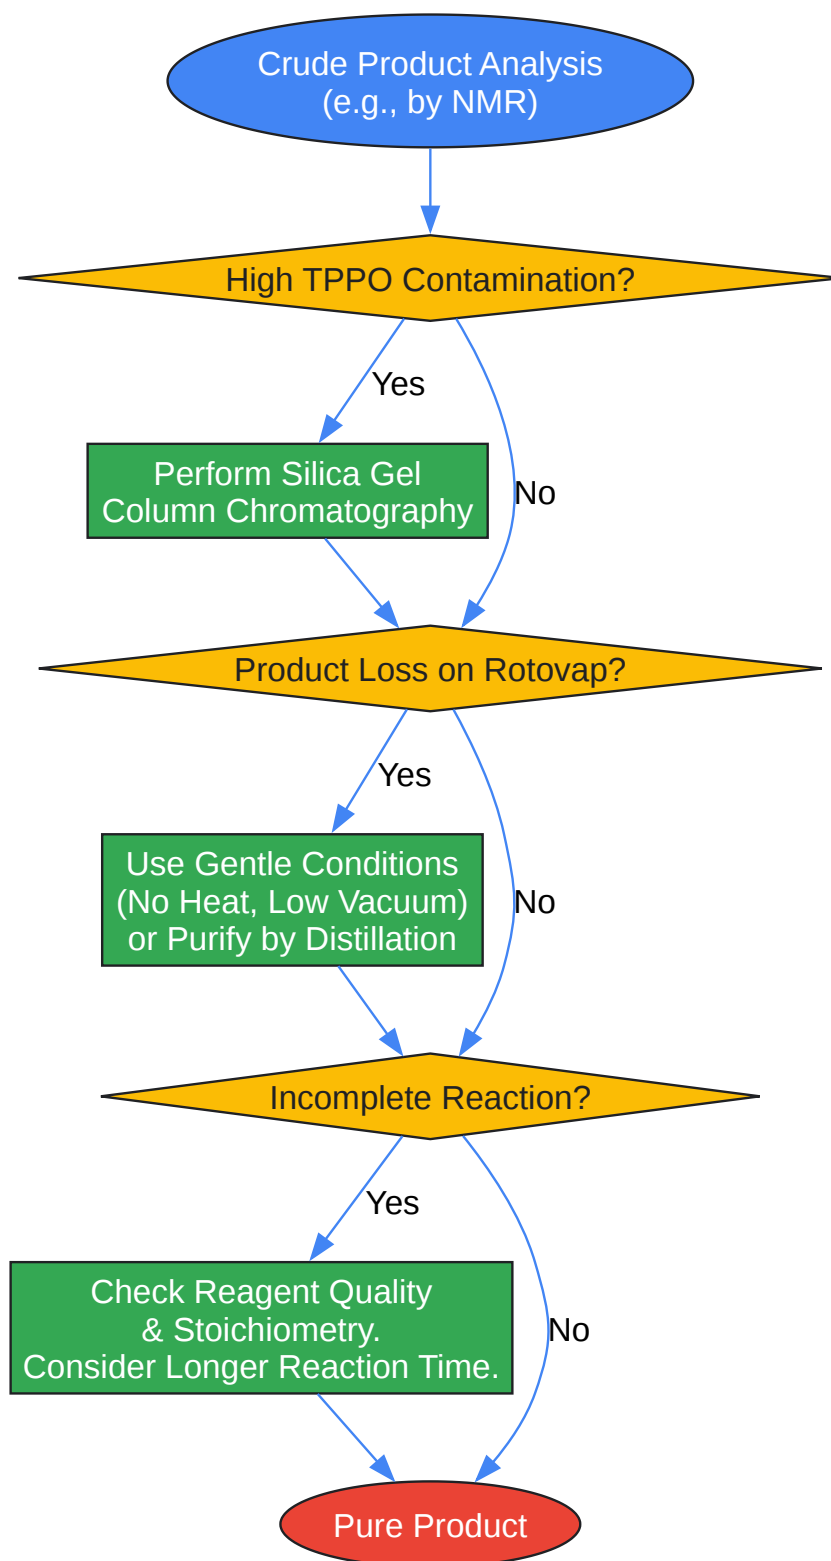 Crude Product Analysis
(e.g., by NMR)
High TPPO Contamination?
Yes
Perform Silica Gel
Column Chromatography
No
Product Loss on Rotovap?
Yes
Use Gentle Conditions
(No Heat, Low Vacuum)
or Purify by Distillation
No
Incomplete Reaction?
Yes
Check Reagent Quality
& Stoichiometry.
Consider Longer Reaction Time.
No
Pure Product